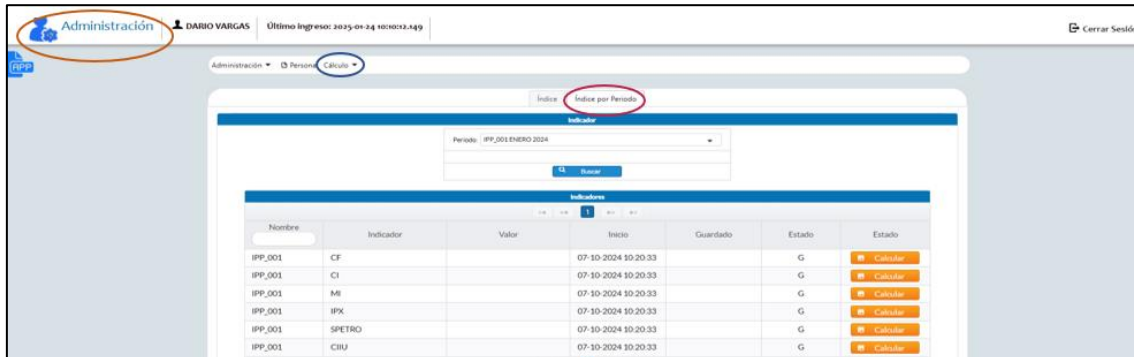 Administración DARIO VARGAS Último ingreso: 2025-01-24 10:10:12.149 Cerrar Sesión
APP
Administración Persona Cálculo
Índice Índice por Periodo
Indicador
Periodo: IPP_001 ENERO 2024
Buscar
Indicadores
1
Nombre Indicador Valor Inicio Guardado Estado Estado
IPP_001 CF 07-10-2024 10:20:33 G Calcular
IPP_001 CI 07-10-2024 10:20:33 G Calcular
IPP_001 MI 07-10-2024 10:20:33 G Calcular
IPP_001 IPX 07-10-2024 10:20:33 G Calcular
IPP_001 SPETRO 07-10-2024 10:20:33 G Calcular
IPP_001 CIIU 07-10-2024 10:20:33 G Calcular